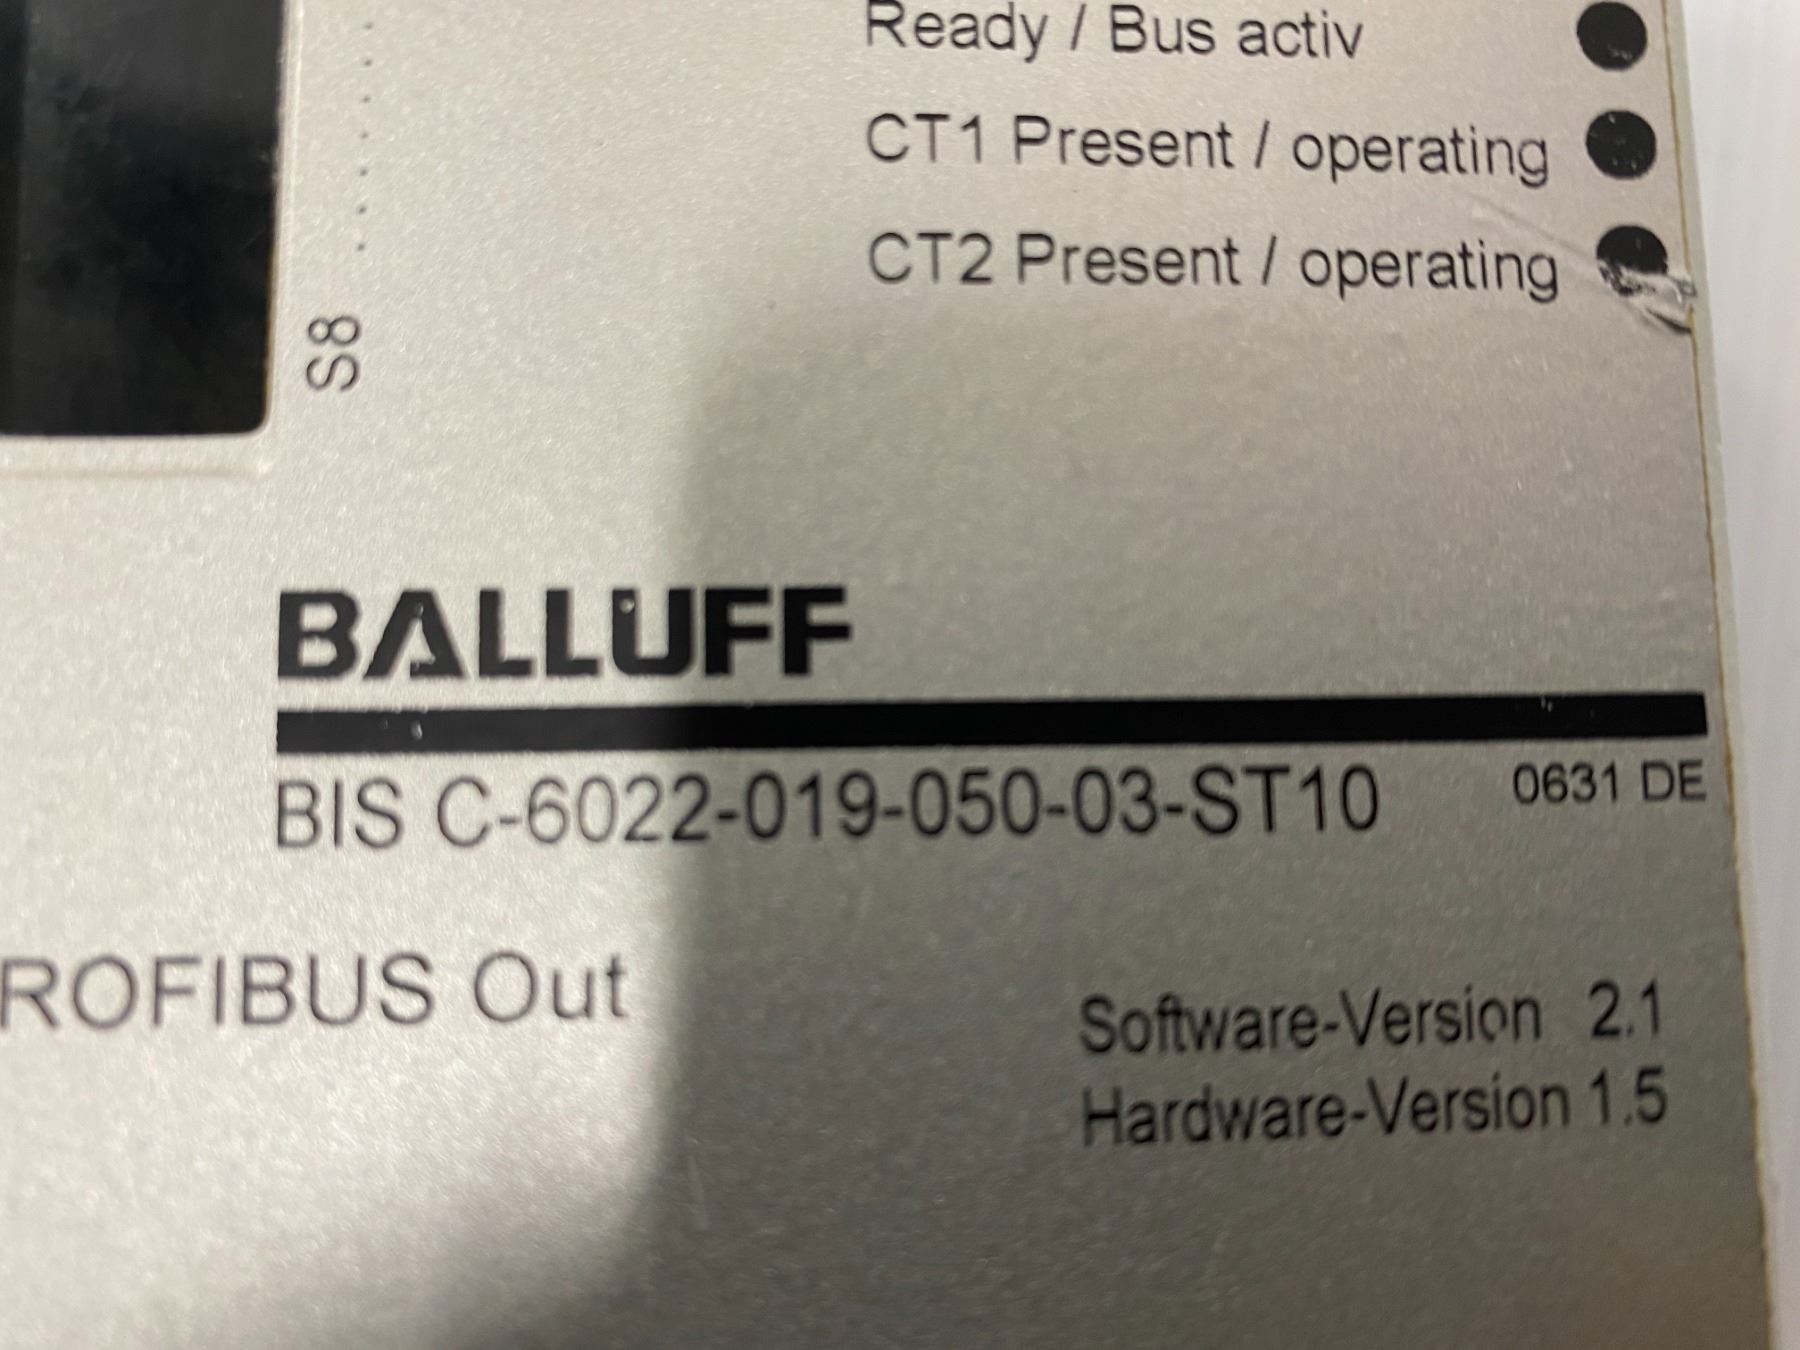 Ready / Bus activ
CT1 Present / operating
CT2 Present / operating
S8
BALLUFF
BIS C-6022-019-050-03-ST10 0631 DE
ROFIBUS Out
Software-Version 2.1
Hardware-Version 1.5